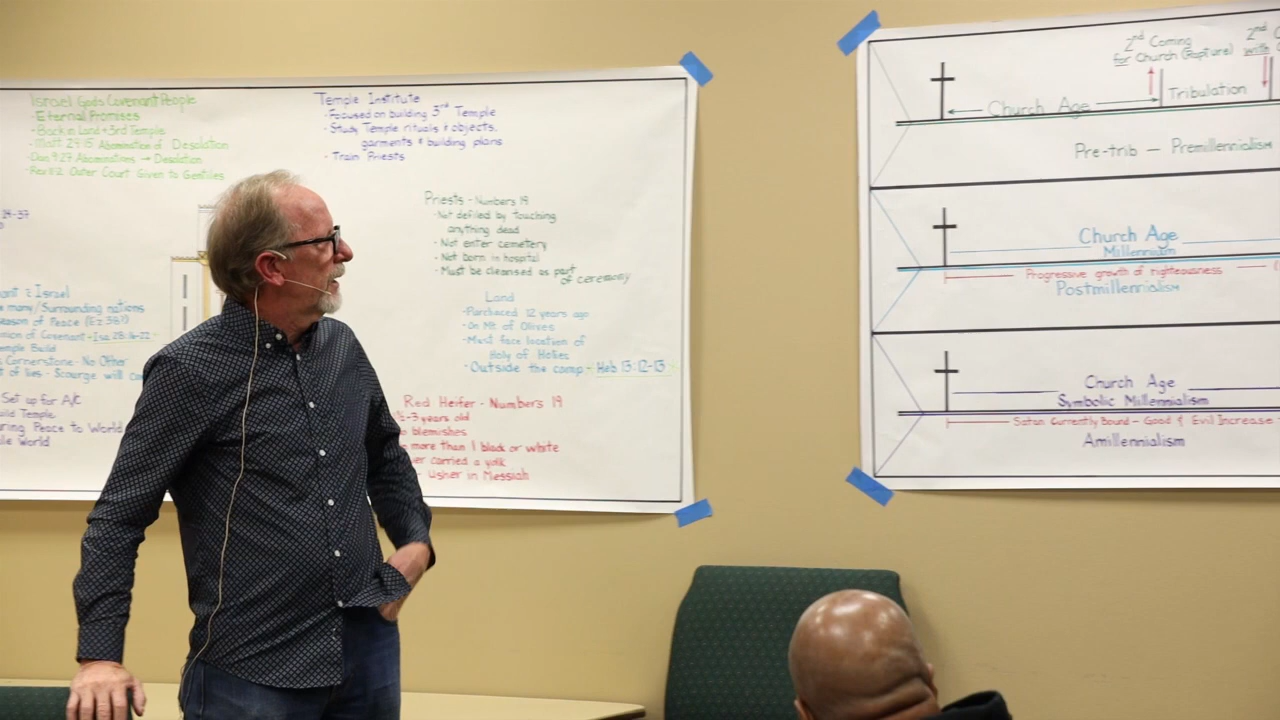 Israel Gods Covenant People
- Eternal Promises
- Back in Land + 3rd Temple
- Matt 24:15 Abomination of Desolation
- Dan 9:27 Abominations → Desolation
- Rev 11:2 Outer Court Given to Gentiles
Temple Institute
- Focused on building 3rd Temple
- Study Temple rituals & objects,
garments & building plans
- Train Priests
Priests - Numbers 19
- Not defiled by touching
anything dead
- Not enter cemetery
- Not born in hospital
- Must be cleansed as part
of ceremony
Land
- Purchased 12 years ago
- On Mt. of Olives
- Must face location of
Holy of Holies
- Outside the camp - Heb 13:12-13
Red Heifer - Numbers 19
-3 years old
blemishes
more than 1 black or white
carried a yolk
Usher in Messiah
: Israel
many/Surrounding nations
of Peace
of Covenant - Isa 28:14-22
Build
Cornerstone - No Other
of lies - Scourge will
Set up for A/C
Temple
Peace to World
World
2nd Coming
for Church (Rapture)
2nd
with
Church Age
Tribulation
Pre-trib — Premillennialism
Church Age
Millennium
Progressive growth of righteousness
Postmillennialism
Church Age
Symbolic Millennialism
Satan Currently Bound - Good & Evil Increase
Amillennialism